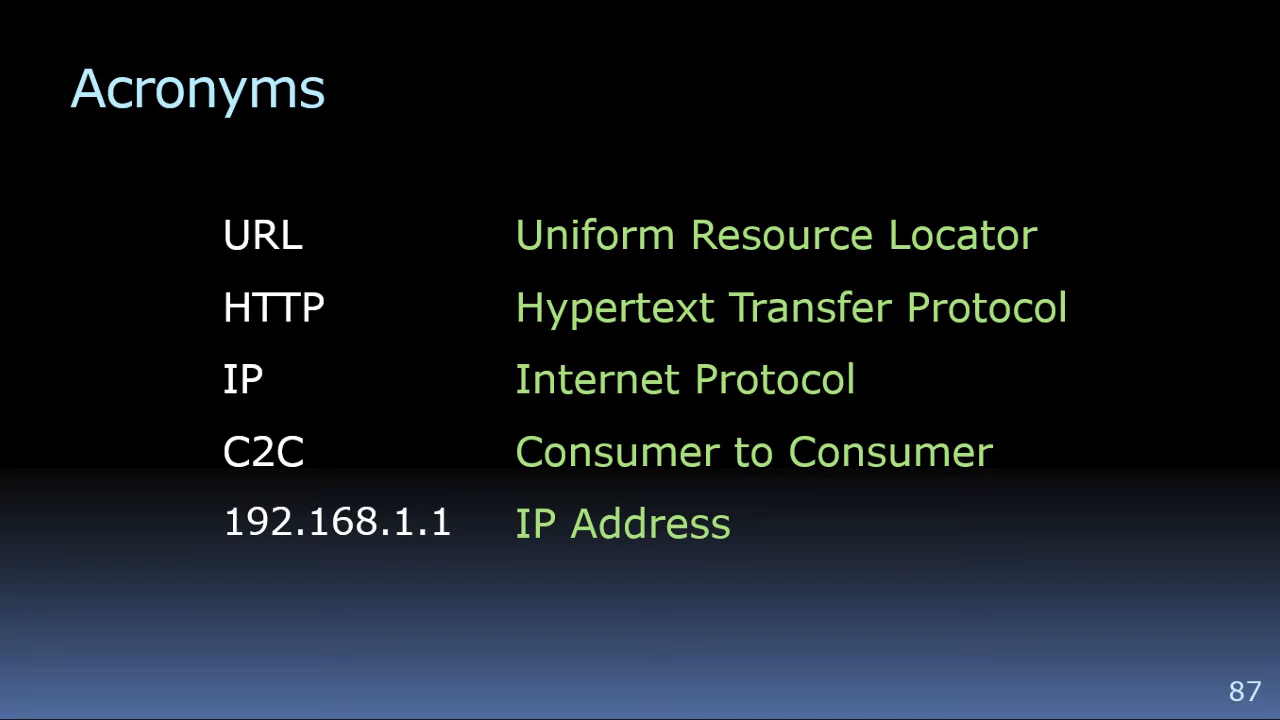 Acronyms
URL Uniform Resource Locator
HTTP Hypertext Transfer Protocol
IP Internet Protocol
C2C Consumer to Consumer
192.168.1.1 IP Address
87